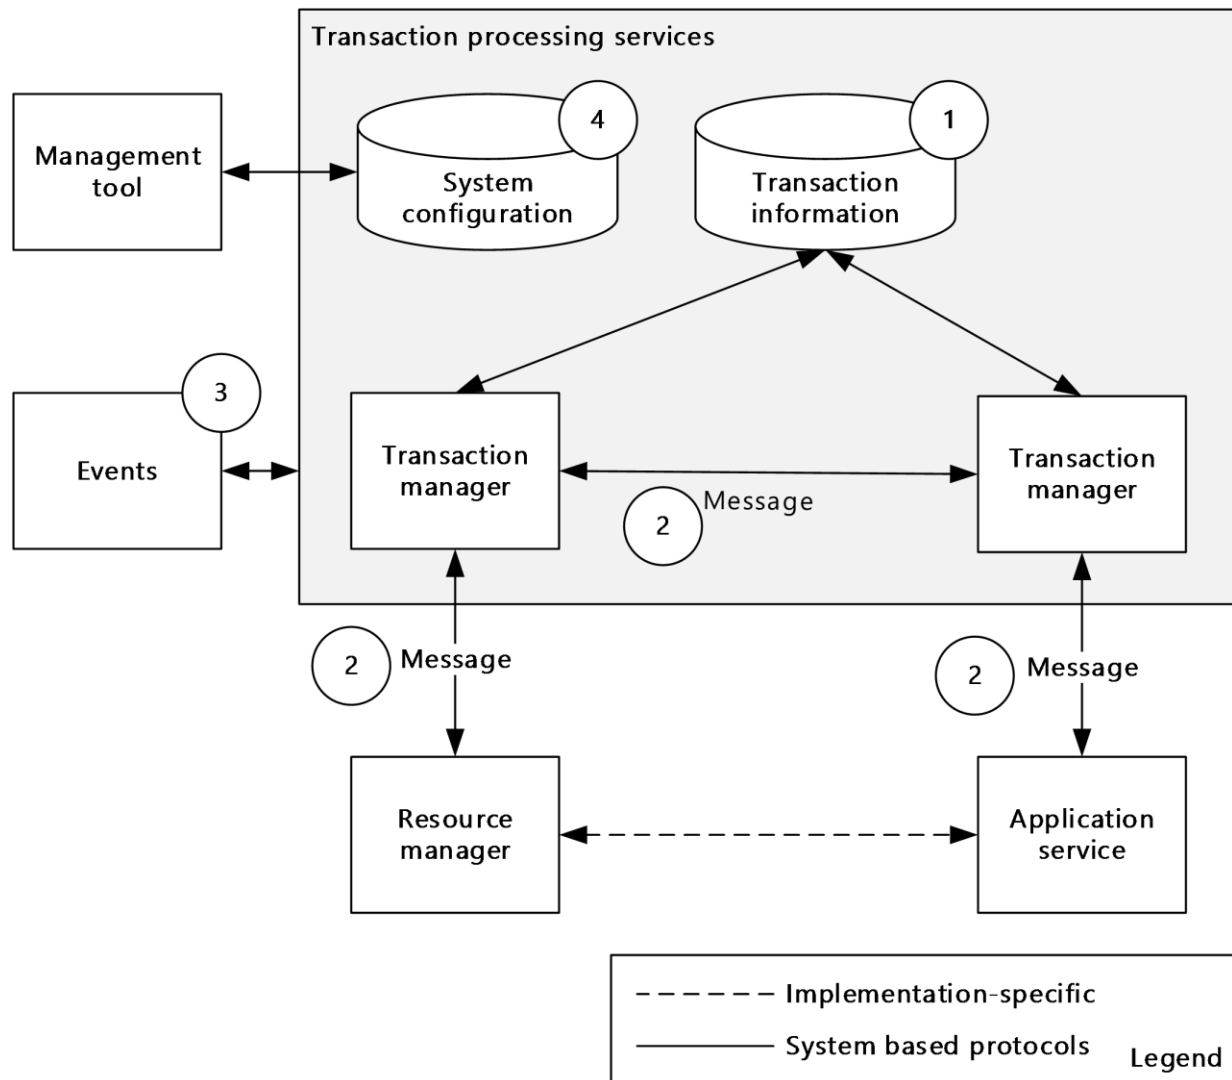 Transaction processing services
4
1
Management
tool
System
configuration
Transaction
information
3
Events
Transaction
manager
Transaction
manager
Message
2
2
Message
2
Message
Resource
manager
Application
service
Implementation-specific
System based protocols
Legend